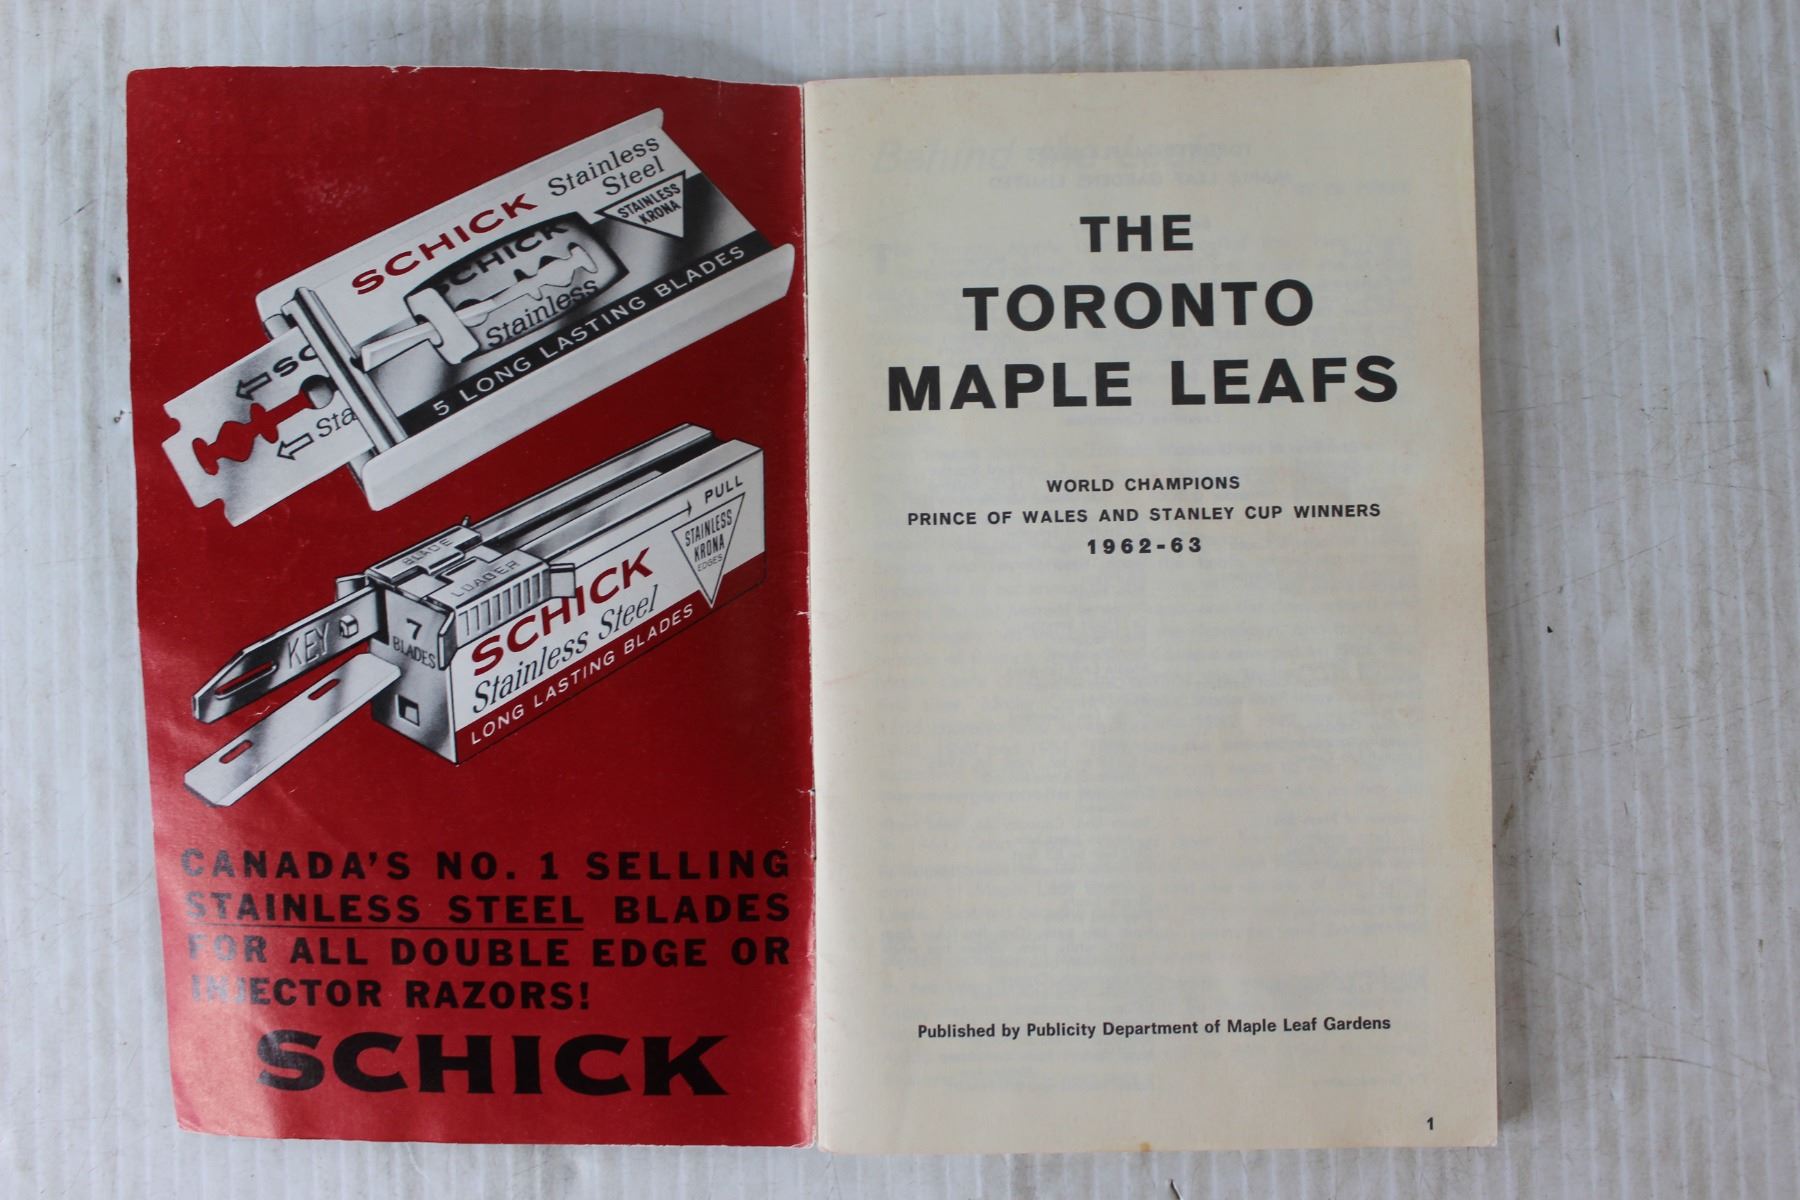 SCHICK Stainless
Steel
STAINLESS
KRONA
SCHICK
Stainless
5 LONG LASTING BLADES
Sta
PULL
STAINLESS
KRONA
EDGES
BLADE
LOADER
KEY
7
BLADES
SCHICK
Stainless Steel
LONG LASTING BLADES
CANADA'S NO. 1 SELLING
STAINLESS STEEL BLADES
FOR ALL DOUBLE EDGE OR
INJECTOR RAZORS!
SCHICK
THE
TORONTO
MAPLE LEAFS
WORLD CHAMPIONS
PRINCE OF WALES AND STANLEY CUP WINNERS
1962-63
Published by Publicity Department of Maple Leaf Gardens
1